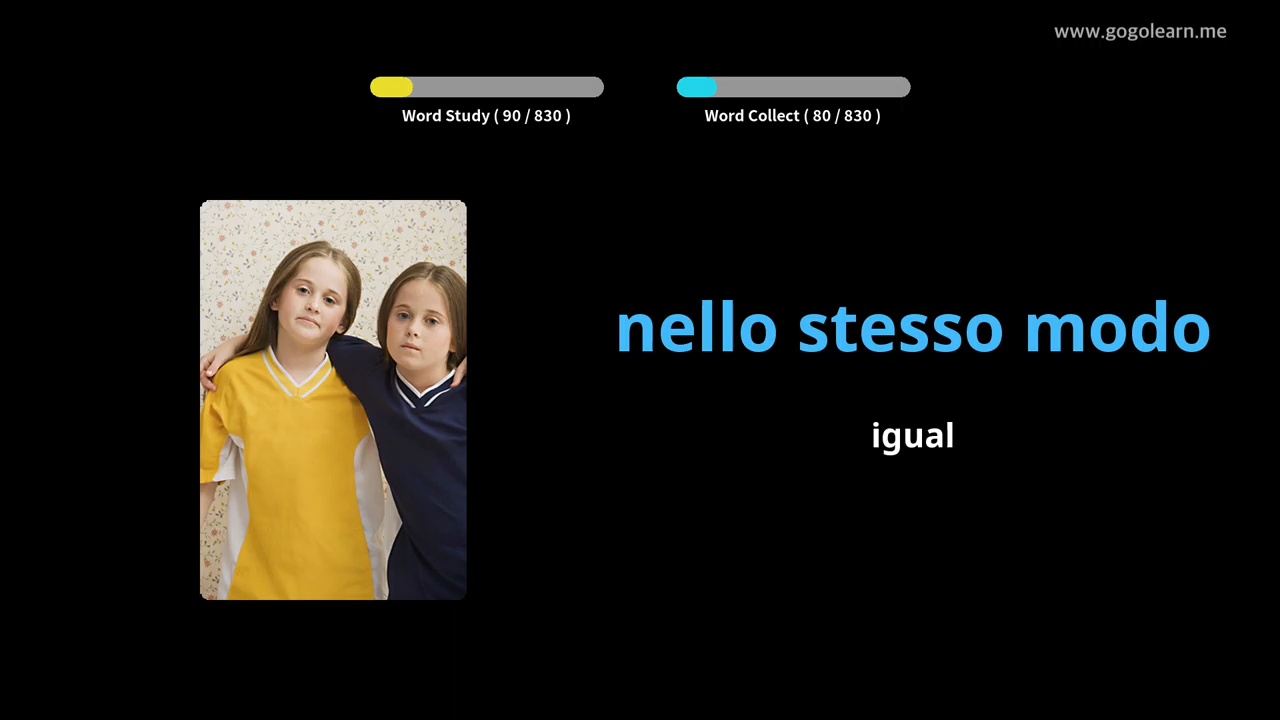 www.gogolearn.me
Word Study ( 90 / 830 )
Word Collect ( 80 / 830 )
nello stesso modo
igual